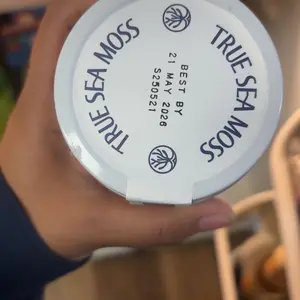 TRUE SEA MOSS
BEST BY
21 MAY 2026
S250521
TRUE SEA MOSS